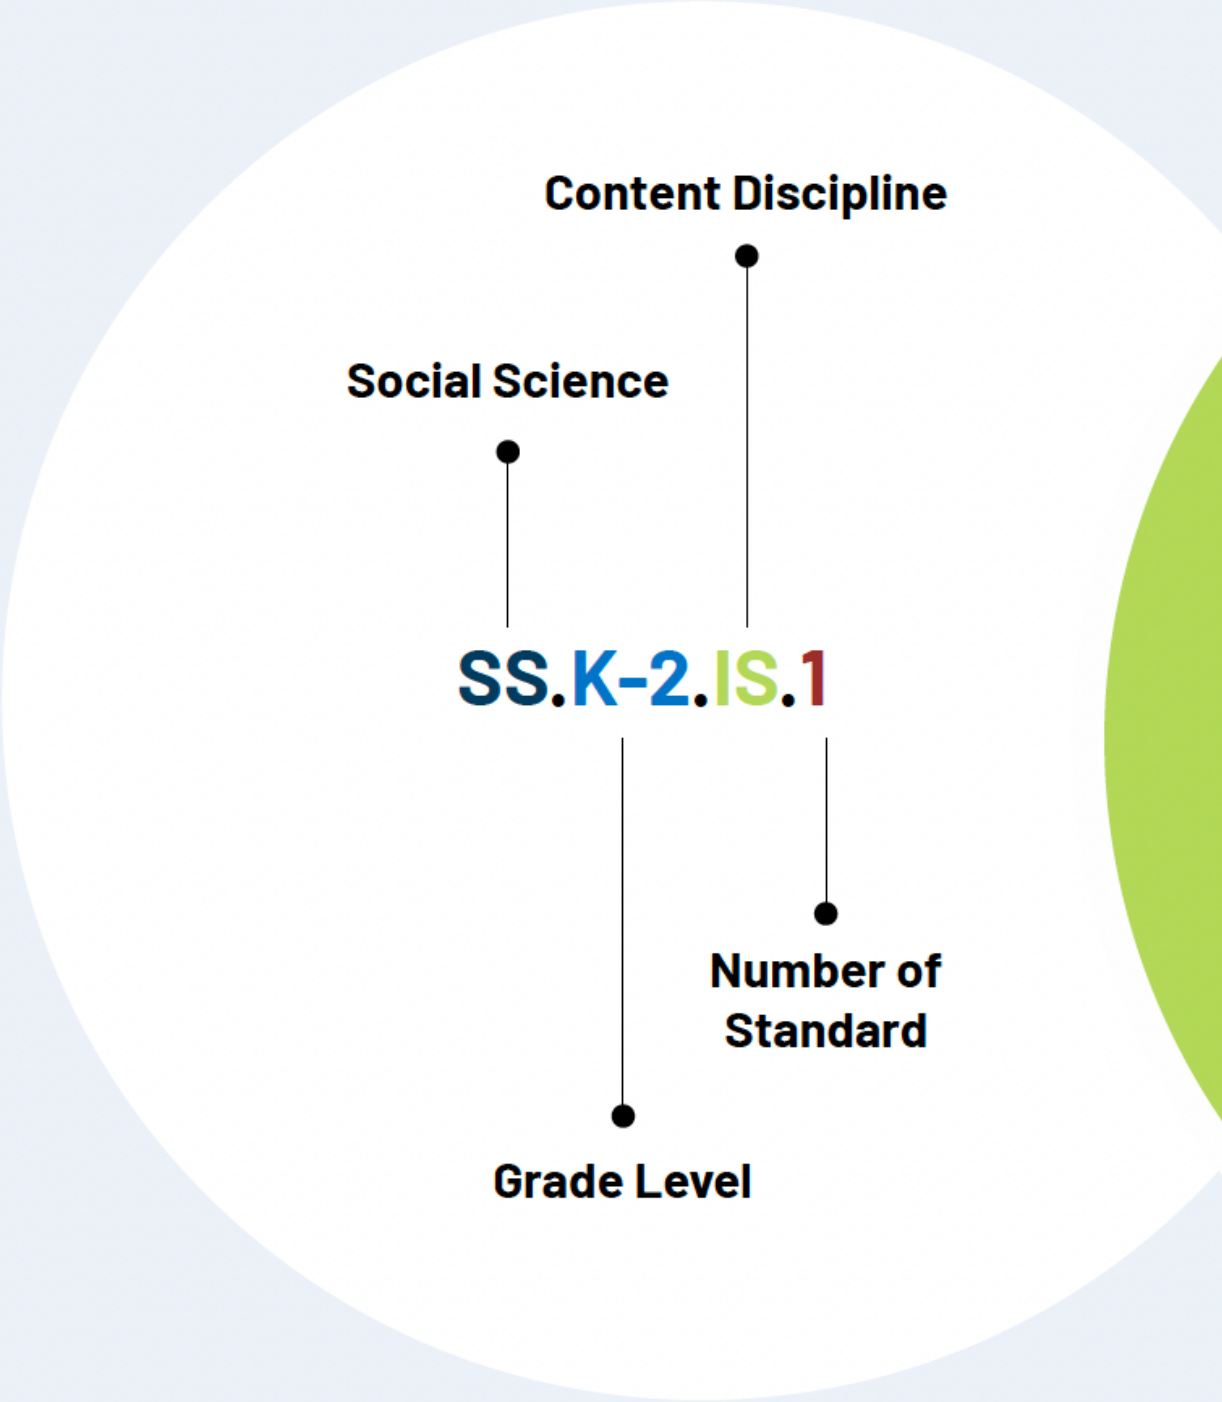 Content Discipline
Social Science
SS.K-2.IS.1
Number of
Standard
Grade Level